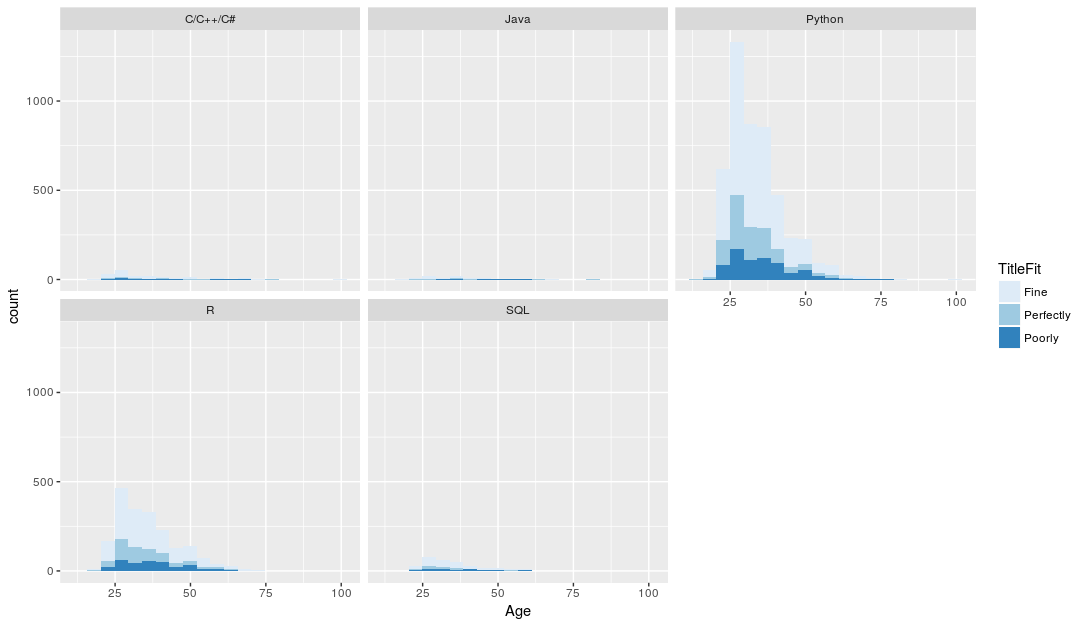 C/C++/C# Java Python
1000
500
0
25 50 75 100
count
TitleFit
Fine
Perfectly
Poorly
R SQL
1000
500
0
25 50 75 100 25 50 75 100
Age